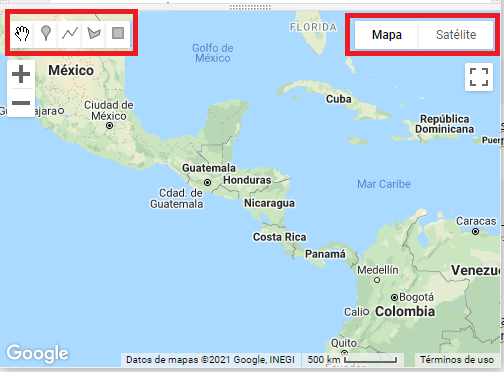 FLORIDA
Mapa
Satélite
Golfo de
México
México
Cuba
Ciudad de
México
República
Dominicana
Guatemala
Honduras
Mar Caribe
Cdad. de
Guatemala
Nicaragua
Caracas
Costa Rica
Panamá
Medellín
Venezu
Bogotá
Calio
Colombia
Quito
Google
Datos de mapas ©2021 Google, INEGI
500 km
Términos de uso